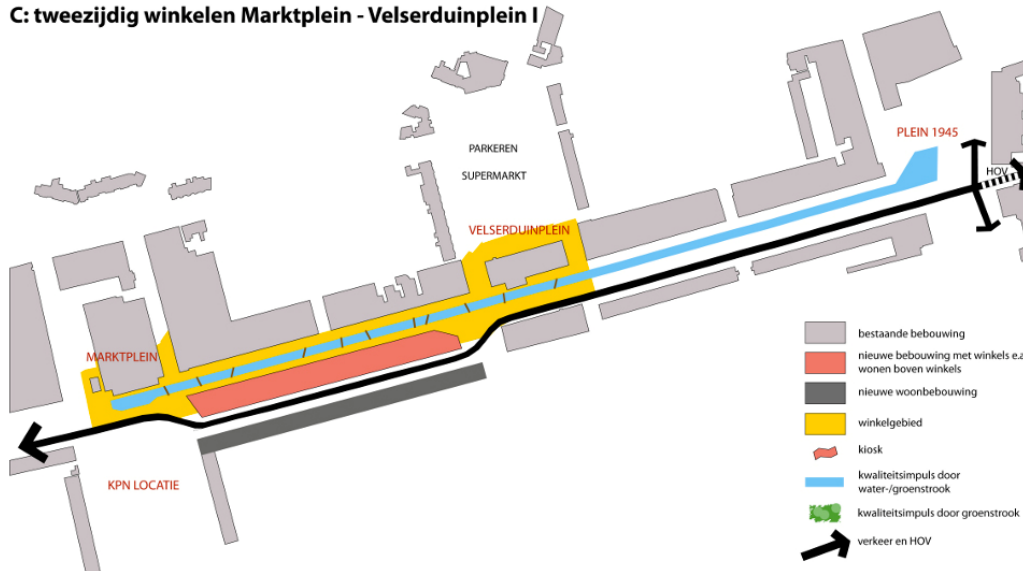 C: tweezijdig winkelen Marktplein - Velserduinplein I
PLEIN 1945
HOV
PARKEREN
SUPERMARKT
VELSERDUINPLEIN
MARKTPLEIN
KPN LOCATIE
bestaande bebouwing
nieuwe bebouwing met winkels e.a
wonen boven winkels
nieuwe woonbebouwing
winkelgebied
kiosk
kwaliteitsimpuls door
water-/groenstrook
kwaliteitsimpuls door groenstrook
verkeer en HOV